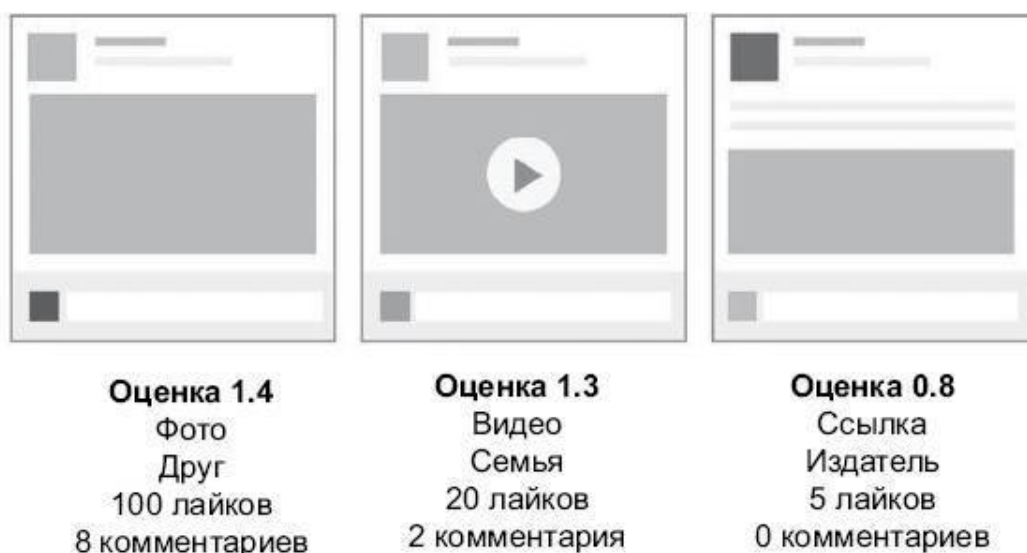 Оценка 1.4
Фото
Друг
100 лайков
8 комментариев
Оценка 1.3
Видео
Семья
20 лайков
2 комментария
Оценка 0.8
Ссылка
Издатель
5 лайков
0 комментариев